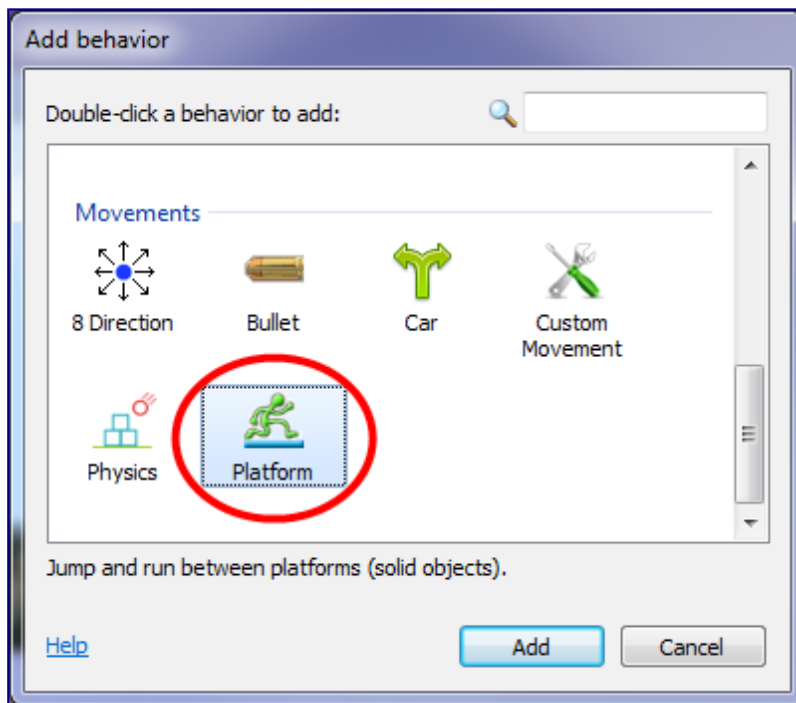 Add behavior
Double-click a behavior to add:
Movements
8 Direction
Bullet
Car
Custom
Movement
Physics
Platform
Jump and run between platforms (solid objects).
Help
Add
Cancel